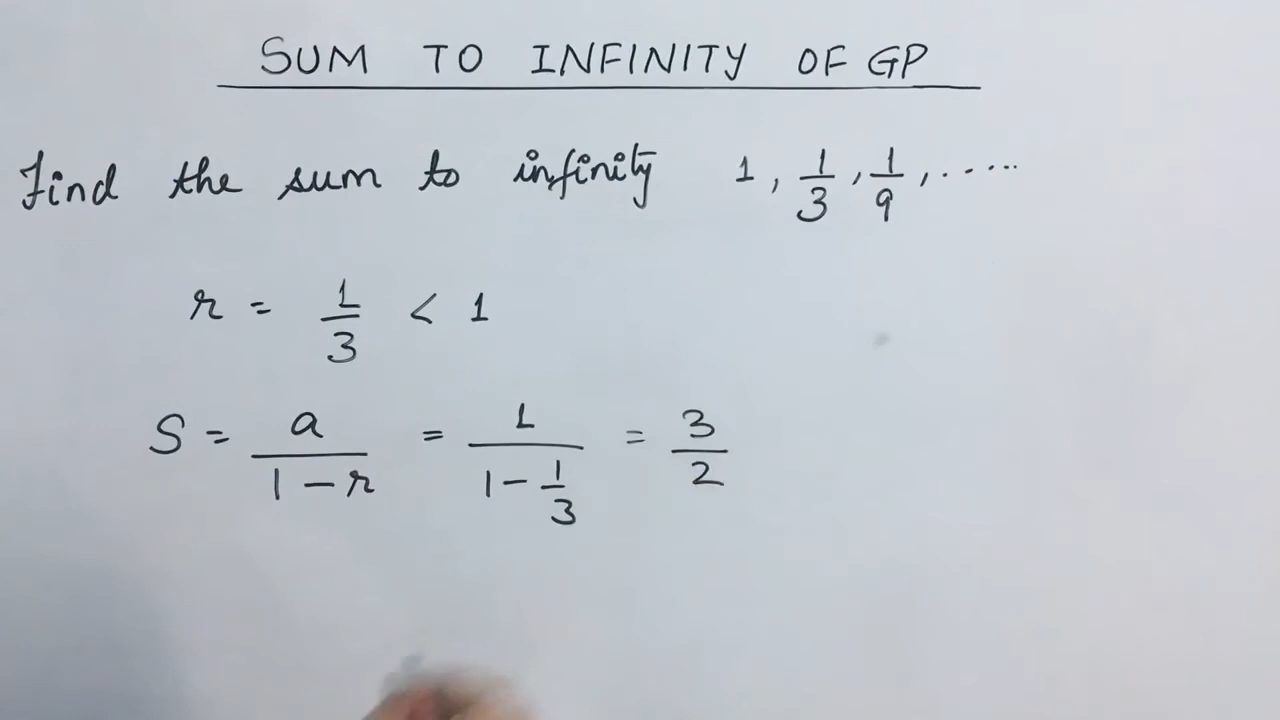 SUM TO INFINITY OF GP
Find the sum to infinity 1, 1/3, 1/9, .....
r = 1/3 < 1
S = a/(1-r) = 1/(1-1/3) = 3/2